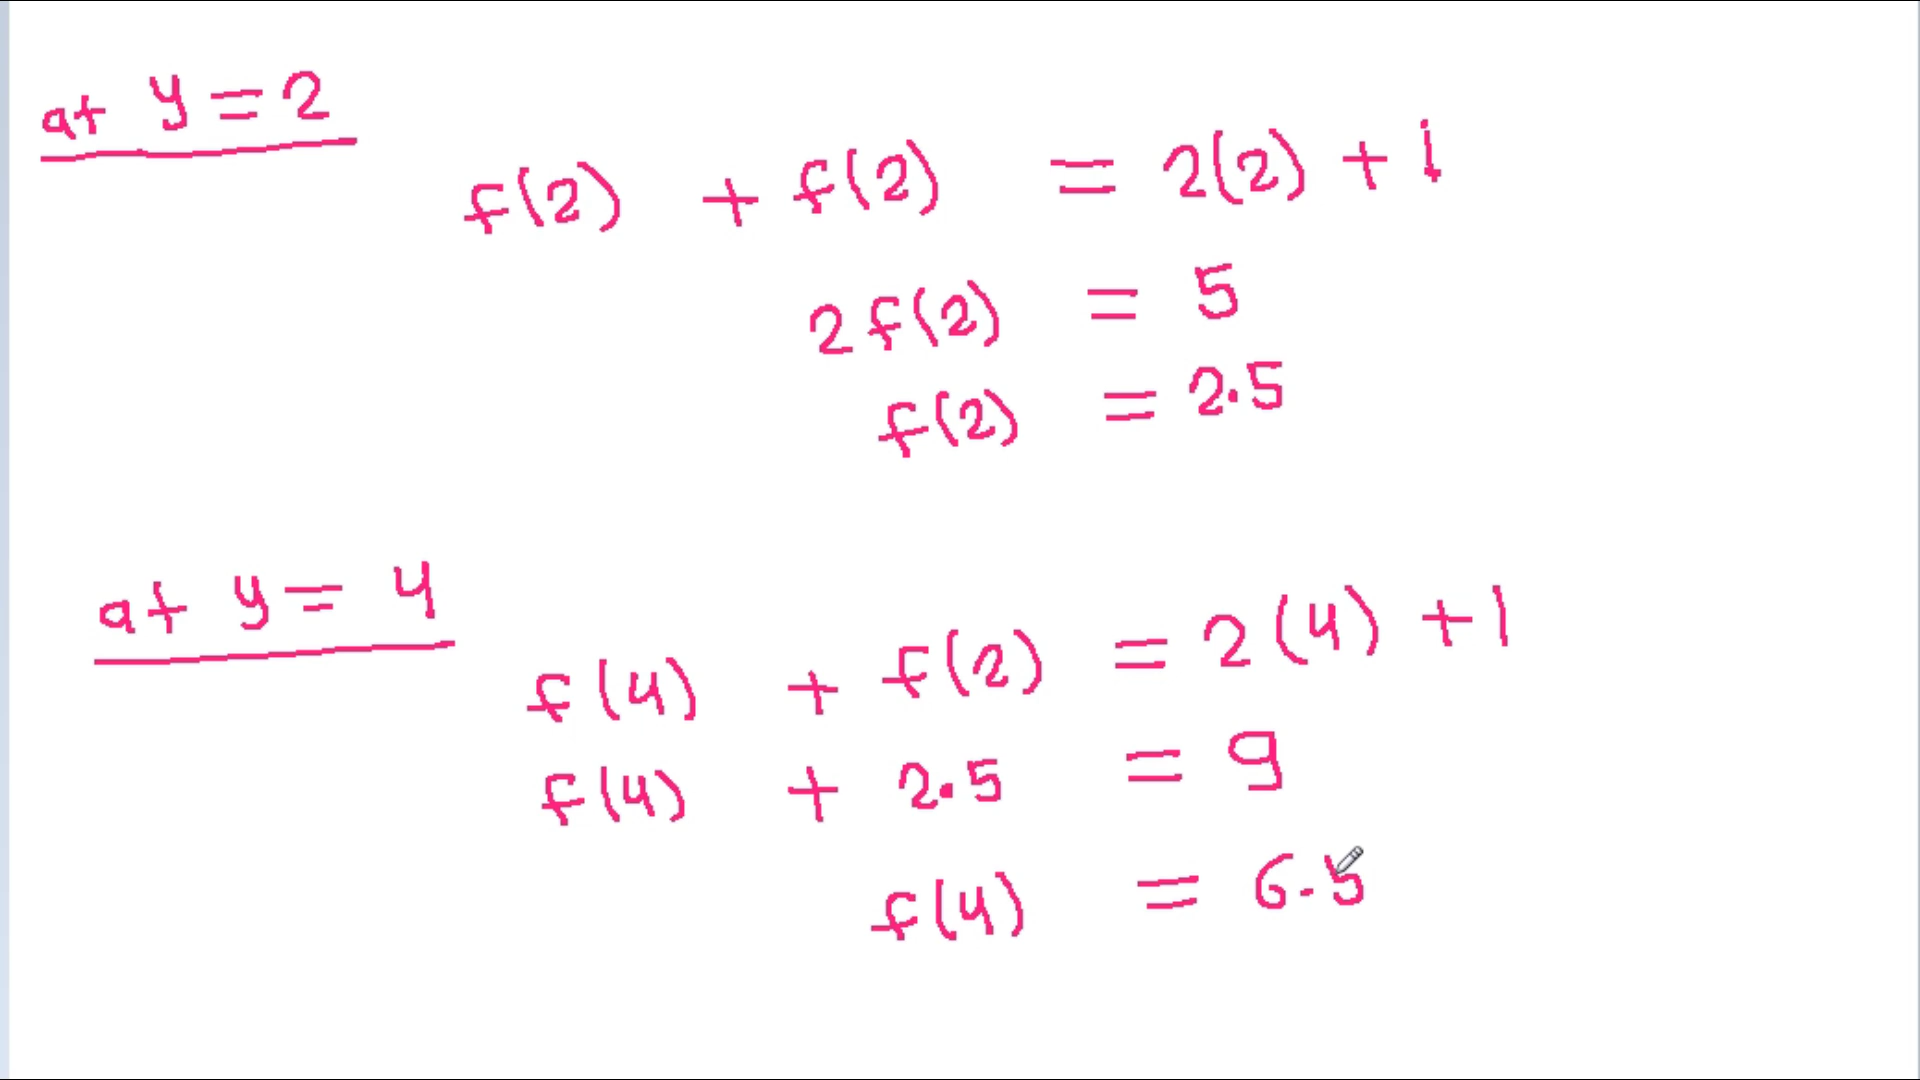 at y = 2
f(2) + f(2) = 2(2) + 1
2f(2) = 5
f(2) = 2.5
at y = 4
f(4) + f(2) = 2(4) + 1
f(4) + 2.5 = 9
f(4) = 6.5